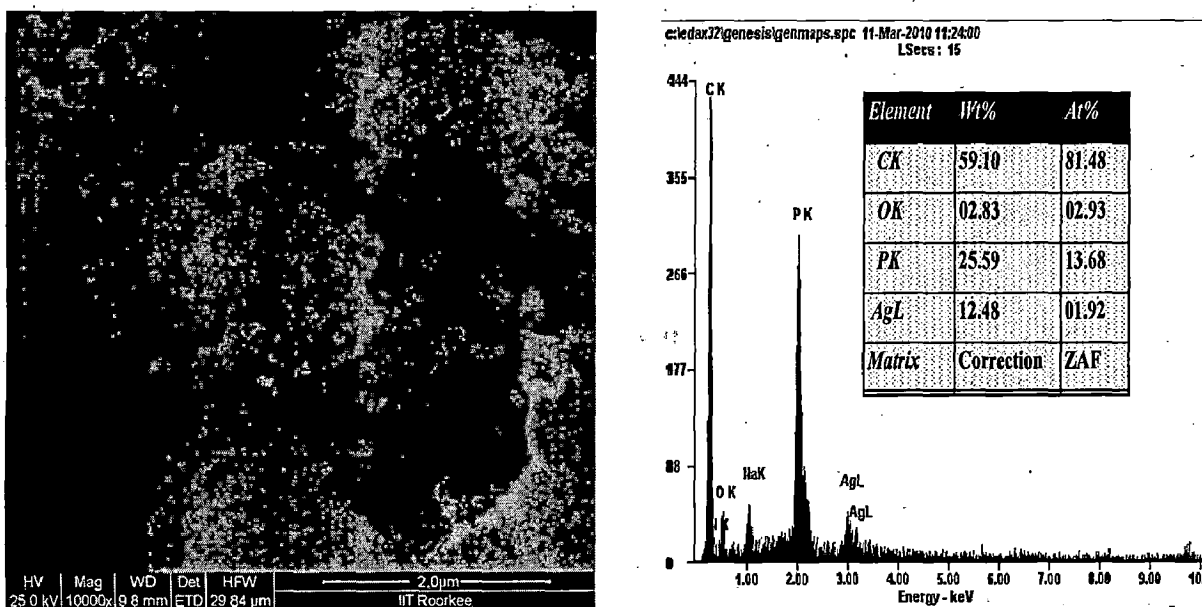 HV Mag WD Det HFW 2.0µm
25.0 kV 10000x 9.8 mm ETD 29.84 µm IIT Roorkee
c:\edax32\genesis\genmaps.spc 11-Mar-2010 11:24:00
LSecs: 15
444
355
266
177
88
0
CK
OK
NaK
PK
AgL
AgL
1.00 2.00 3.00 4.00 5.00 6.00 7.00 8.00 9.00 10
Energy - keV
Element Wt% At%
CK 59.10 81.48
OK 02.83 02.93
PK 25.59 13.68
AgL 12.48 01.92
Matrix Correction ZAF